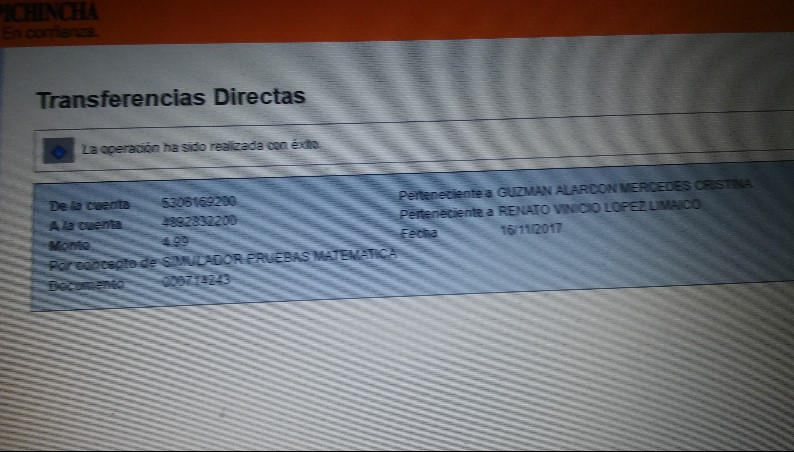 PICHINCHA
En confianza.
Transferencias Directas
La operación ha sido realizada con éxito.
De la cuenta 5306169200 Perteneciente a GUZMAN ALARCON MERCEDES CRISTINA
A la cuenta 4892832200 Perteneciente a RENATO VINICIO LOPEZ LIMAICO
Monto 4.99 Fecha 16/11/2017
Por concepto de SIMULADOR PRUEBAS MATEMATICA
Documento 000714243